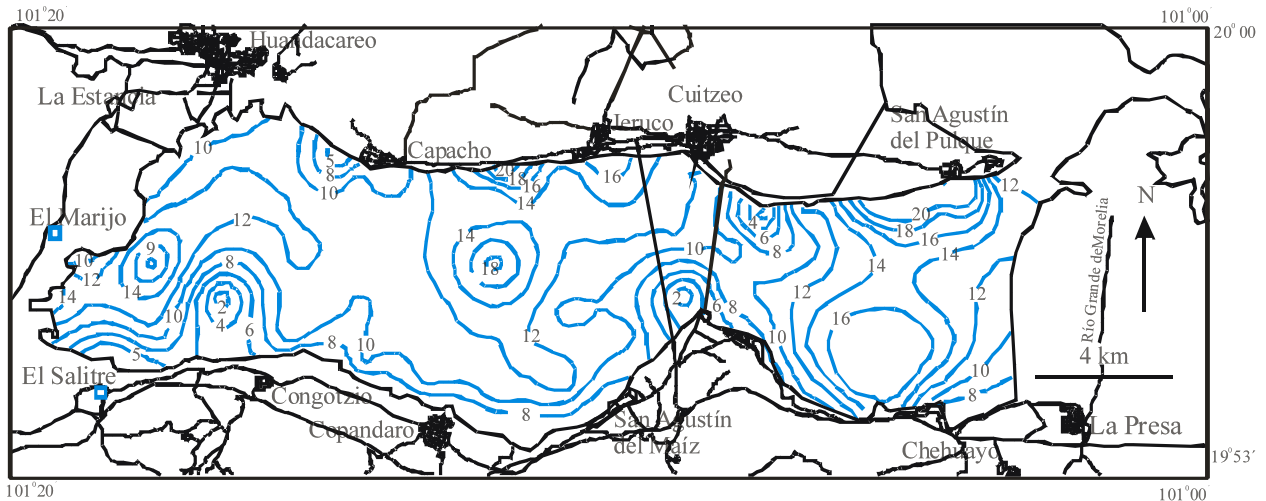 101°20´
101°00´
20°00
Huandacareo
La Estancia
Cuitzeo
Jeruco
San Agustín
del Pulque
Capacho
10
5
8
10
20
18
16
14
16
12
N
El Marijo
12
14
18
4
6
8
20
18
16
14
14
12
12
Río Grande de Morelia
9
10
12
14
14
8
2
4
6
10
10
2
6
8
12
16
10
8
10
5
10
8
8
4 km
El Salitre
Congotzio
Copandaro
San Agustín
del Maíz
Chehuayo
La Presa
19°53´
101°20´
101°00´